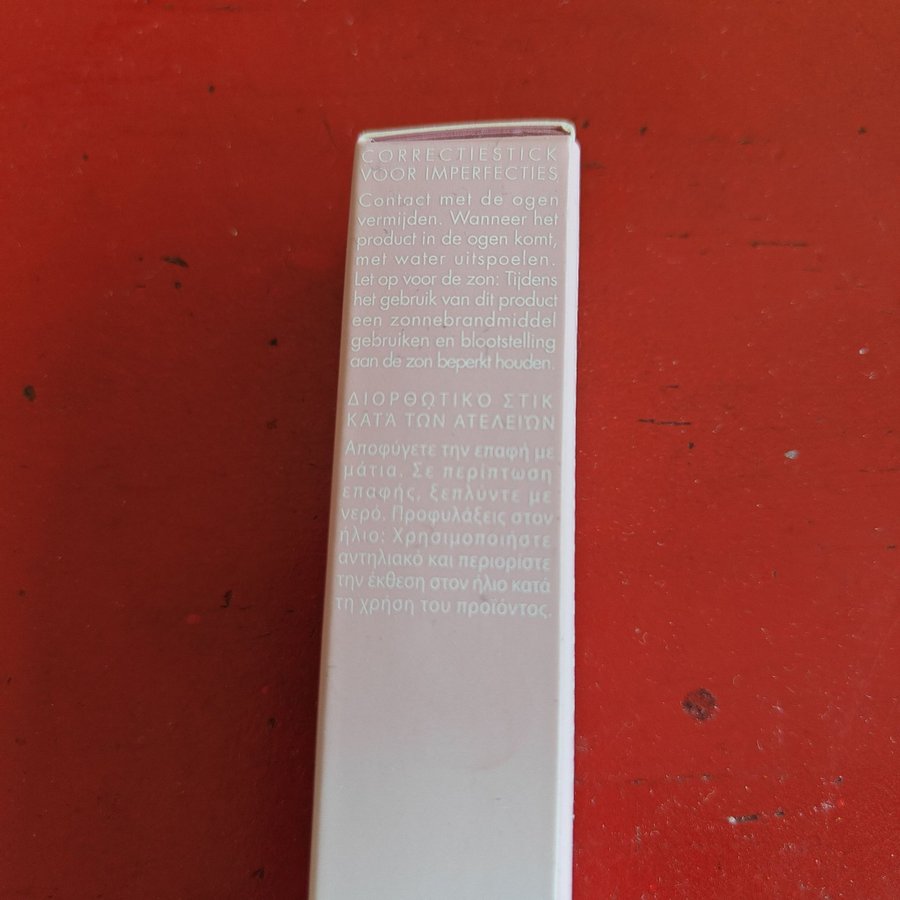 CORRECTIESTICK
VOOR IMPERFECTIES
Contact met de ogen
vermijden. Wanneer het
product in de ogen komt,
met water uitspoelen.
Let op voor de zon: Tijdens
het gebruik van dit product
een zonnebrandmiddel
gebruiken en blootstelling
aan de zon beperkt houden.
ΔΙΟΡΘΩΤΙΚΌ ΣΤΙΚ
ΚΑΤΆ ΤΩΝ ΑΤΕΛΕΙΏΝ
Αποφύγετε την επαφή με
μάτια. Σε περίπτωση
επαφής, ξεπλύντε με
νερό. Προφυλάξεις στον
ήλιο: Χρησιμοποιήστε
αντηλιακό και περιορίστε
την έκθεση στον ήλιο κατά
τη χρήση του προϊόντος.